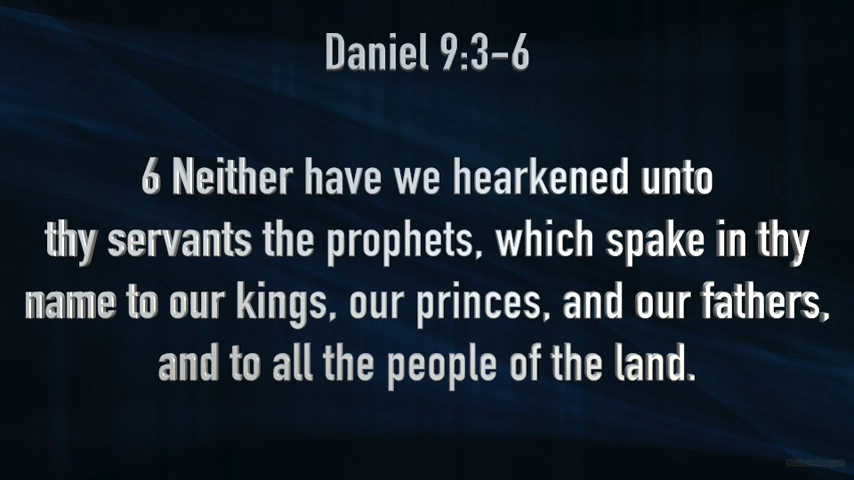 Daniel 9:3-6
6 Neither have we hearkened unto
thy servants the prophets, which spake in thy
name to our kings, our princes, and our fathers,
and to all the people of the land.